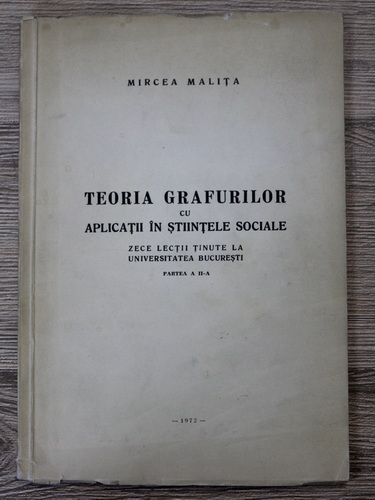 MIRCEA MALIȚA
TEORIA GRAFURILOR
CU
APLICAȚII ÎN ȘTIINȚELE SOCIALE
ZECE LECȚII ȚINUTE LA
UNIVERSITATEA BUCUREȘTI
PARTEA A II-A
— 1972 —